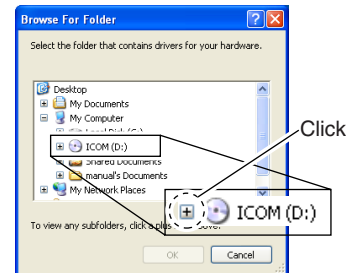 Browse For Folder
Select the folder that contains drivers for your hardware.
Desktop
My Documents
My Computer
ICOM (D:)
Shared Documents
manual's Documents
My Network Places
Click
ICOM (D:)
To view any subfolders, click a plus
OK
Cancel